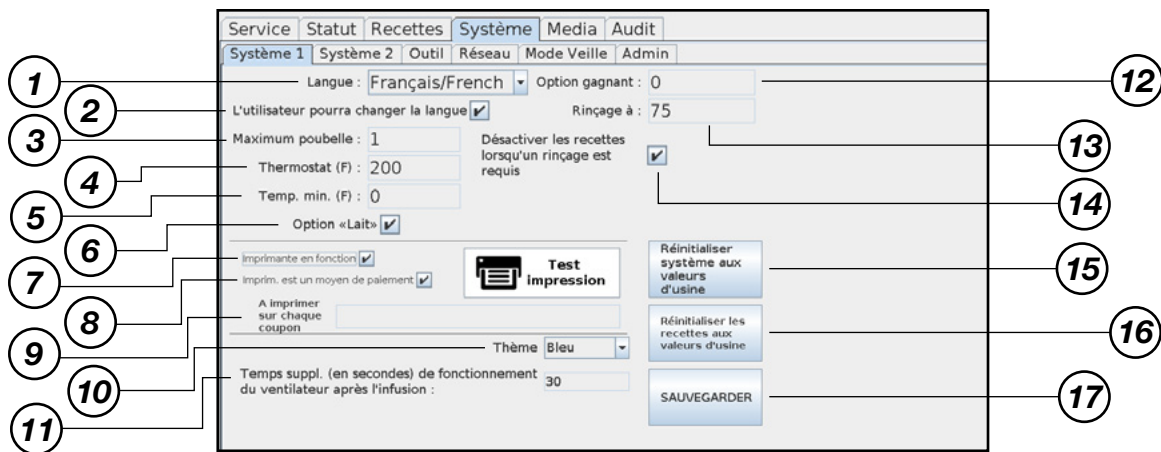 Service Statut Recettes Système Media Audit
Système 1 Système 2 Outil Réseau Mode Veille Admin
1 Langue : Français/French Option gagnant : 0 12
2 L'utilisateur pourra changer la langue Rinçage à : 75 13
3 Maximum poubelle : 1
Désactiver les recettes
lorsqu'un rinçage est
requis
14
4 Thermostat (F) : 200
5 Temp. min. (F) : 0
6 Option «Lait»
7 Imprimante en fonction
8 Imprim. est un moyen de paiement
Test
impression
Réinitialiser
système aux
valeurs
d'usine
15
9 A imprimer
sur chaque
coupon
Réinitialiser les
recettes aux
valeurs d'usine
16
10 Thème Bleu
11 Temps suppl. (en secondes) de fonctionnement
du ventilateur après l'infusion :
30
SAUVEGARDER 17